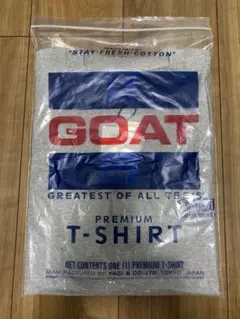 "STAY-FRESH COTTON"
GOAT
GREATEST OF ALL TEE'S
PREMIUM
T-SHIRT
NET CONTENTS ONE (1) PREMIUM T-SHIRT
MANUFACTURED BY YAGI & CO.,LTD. TOKYO, JAPAN